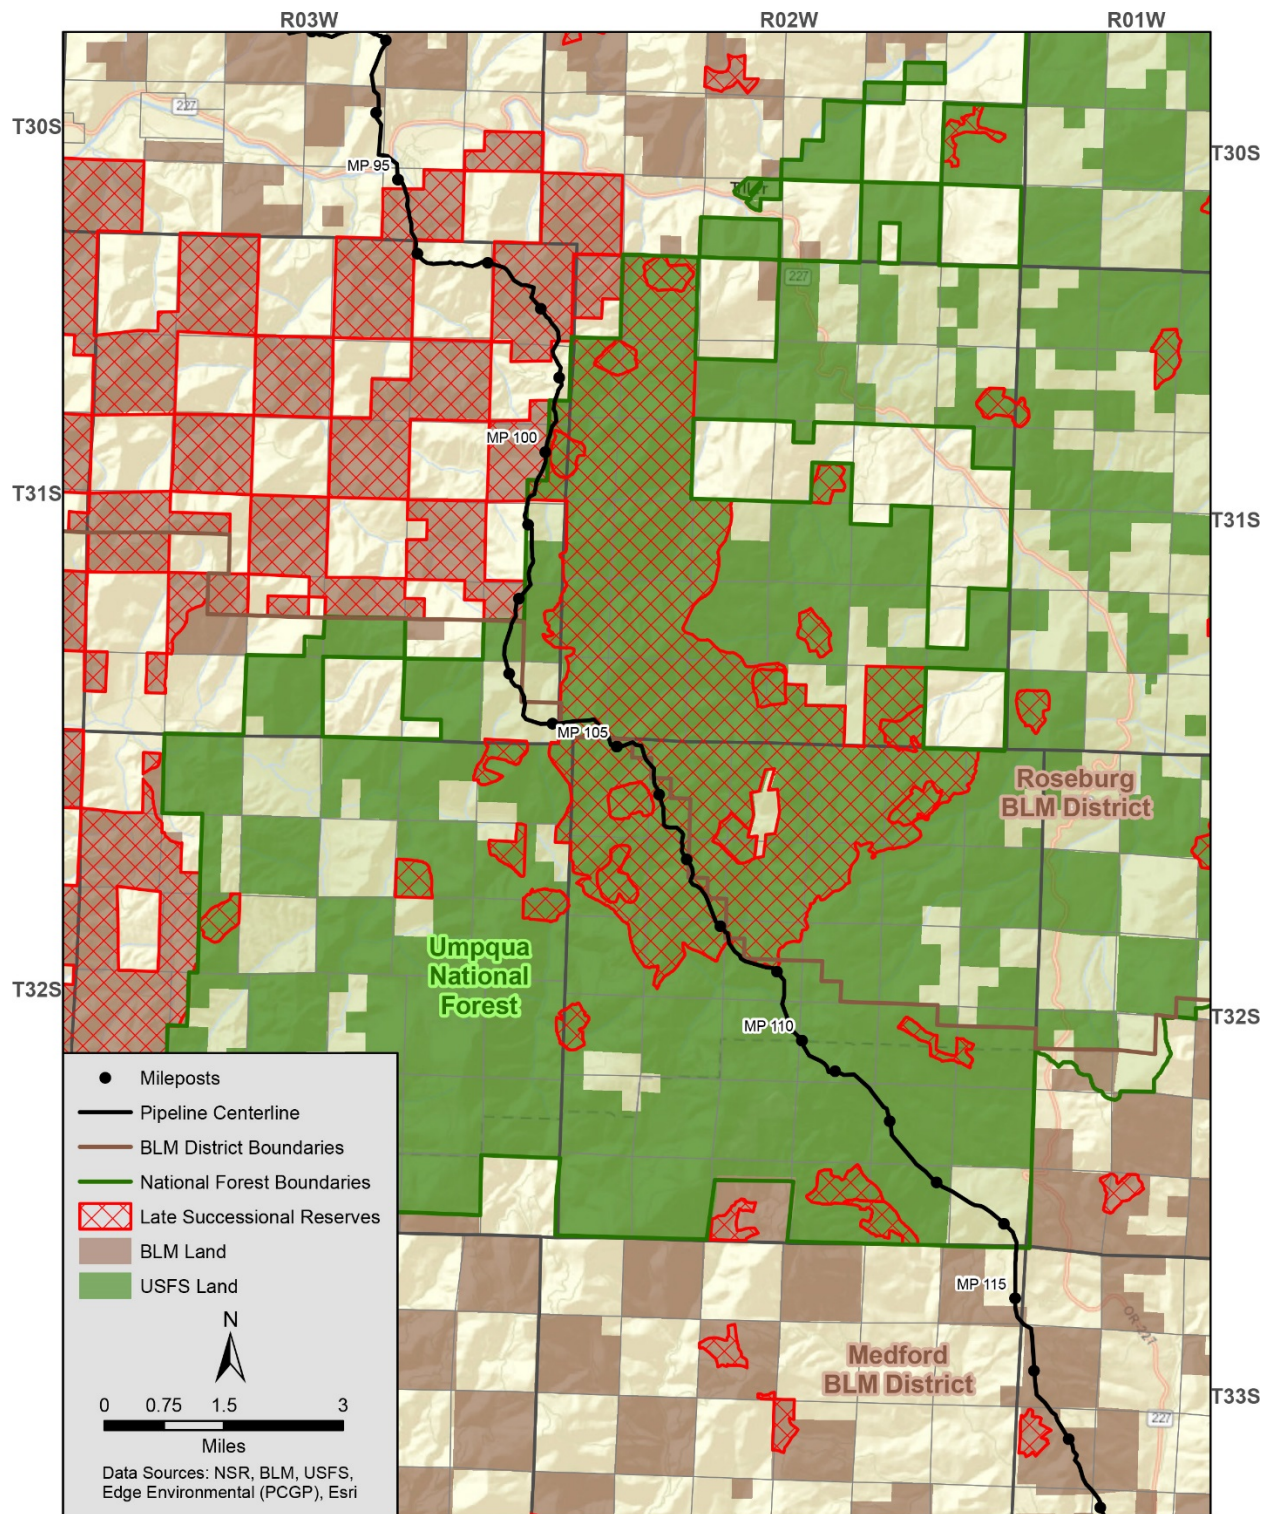 R03W R02W R01W
227
T30S
T30S
MP 95
Tiller
227
MP 100
T31S
T31S
MP 105
Roseburg
BLM District
Umpqua
National
Forest
T32S
T32S
MP 110
Mileposts
Pipeline Centerline
BLM District Boundaries
National Forest Boundaries
Late Successional Reserves
BLM Land
USFS Land
N
0 0.75 1.5 3
Miles
Data Sources: NSR, BLM, USFS,
Edge Environmental (PCGP), Esri
MP 115
OR 227
Medford
BLM District
T33S
227